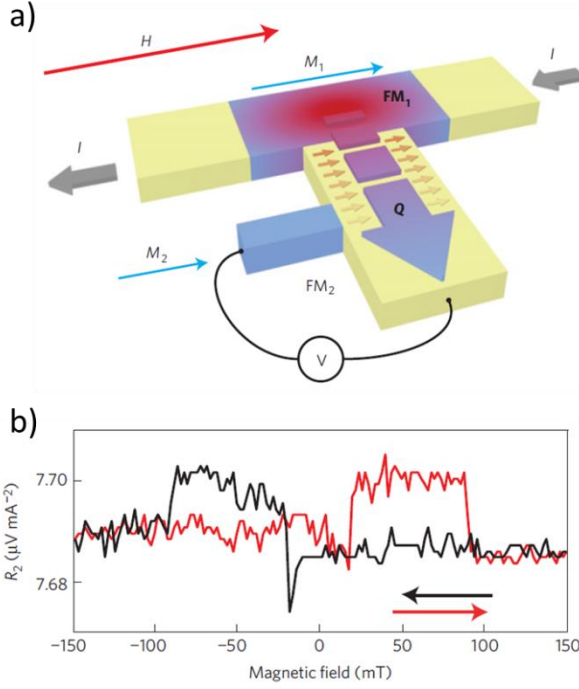 a)
H
M₁
FM₁
I
I
Q
M₂
FM₂
V
b)
7.70
R₂ (μV mA⁻²)
7.68
−150 −100 −50 0 50 100 150
Magnetic field (mT)